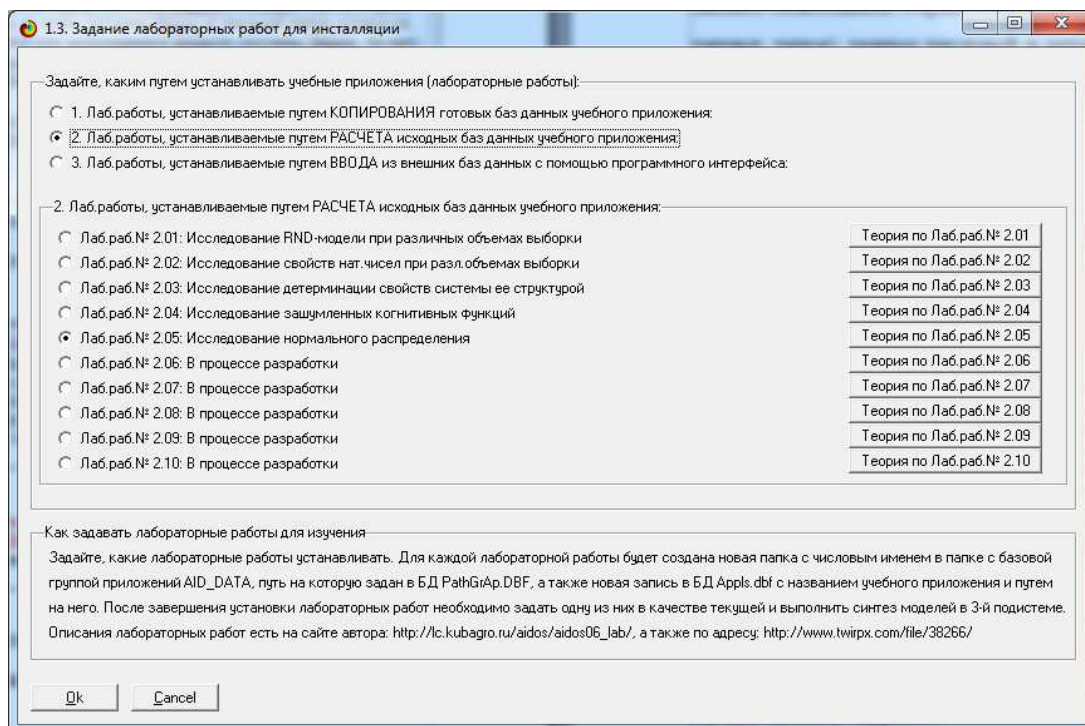 1.3. Задание лабораторных работ для инсталляции
Задайте, каким путем устанавливать учебные приложения (лабораторные работы):
1. Лаб.работы, устанавливаемые путем КОПИРОВАНИЯ готовых баз данных учебного приложения:
2. Лаб.работы, устанавливаемые путем РАСЧЕТА исходных баз данных учебного приложения:
3. Лаб.работы, устанавливаемые путем ВВОДА из внешних баз данных с помощью программного интерфейса:
2. Лаб.работы, устанавливаемые путем РАСЧЕТА исходных баз данных учебного приложения:
Лаб.раб.№ 2.01: Исследование RND-модели при различных объемах выборки Теория по Лаб.раб.№ 2.01
Лаб.раб.№ 2.02: Исследование свойств нат.чисел при разл.объемах выборки Теория по Лаб.раб.№ 2.02
Лаб.раб.№ 2.03: Исследование детерминации свойств системы ее структурой Теория по Лаб.раб.№ 2.03
Лаб.раб.№ 2.04: Исследование зашумленных когнитивных функций Теория по Лаб.раб.№ 2.04
Лаб.раб.№ 2.05: Исследование нормального распределения Теория по Лаб.раб.№ 2.05
Лаб.раб.№ 2.06: В процессе разработки Теория по Лаб.раб.№ 2.06
Лаб.раб.№ 2.07: В процессе разработки Теория по Лаб.раб.№ 2.07
Лаб.раб.№ 2.08: В процессе разработки Теория по Лаб.раб.№ 2.08
Лаб.раб.№ 2.09: В процессе разработки Теория по Лаб.раб.№ 2.09
Лаб.раб.№ 2.10: В процессе разработки Теория по Лаб.раб.№ 2.10
Как задавать лабораторные работы для изучения
Задайте, какие лабораторные работы устанавливать. Для каждой лабораторной работы будет создана новая папка с числовым именем в папке с базовой
группой приложений AID_DATA, путь на которую задан в БД PathGrAp.DBF, а также новая запись в БД Appls.dbf с названием учебного приложения и путем
на него. После завершения установки лабораторных работ необходимо задать одну из них в качестве текущей и выполнить синтез моделей в 3-й подистеме.
Описания лабораторных работ есть на сайте автора: http://lc.kubagro.ru/aidos/aidos06_lab/, а также по адресу: http://www.twirpx.com/file/38266/
Ok Cancel